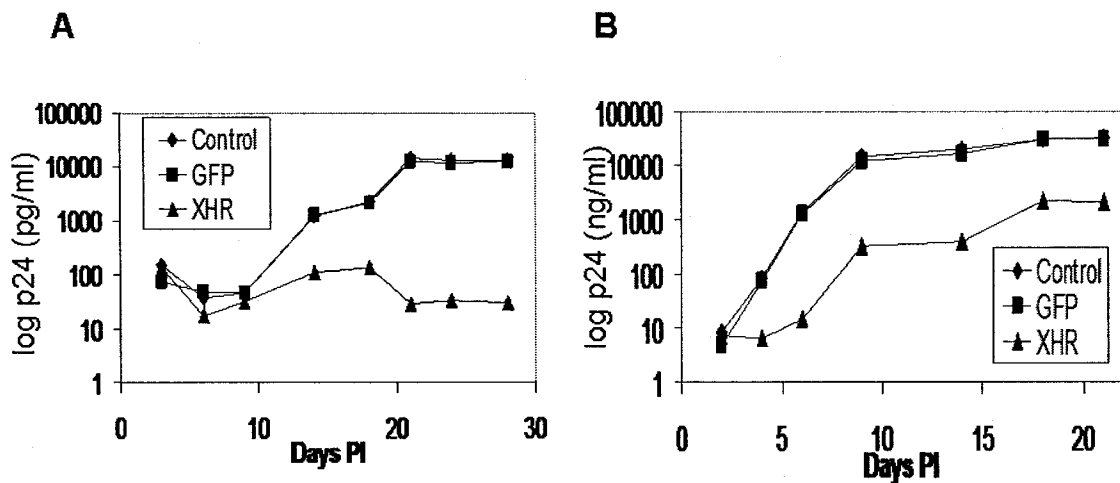 A
100000
10000
1000
100
10
1
log p24 (pg/ml)
Control
GFP
XHR
0
10
20
30
Days PI
B
100000
10000
1000
100
10
1
log p24 (ng/ml)
Control
GFP
XHR
0
5
10
15
20
Days PI